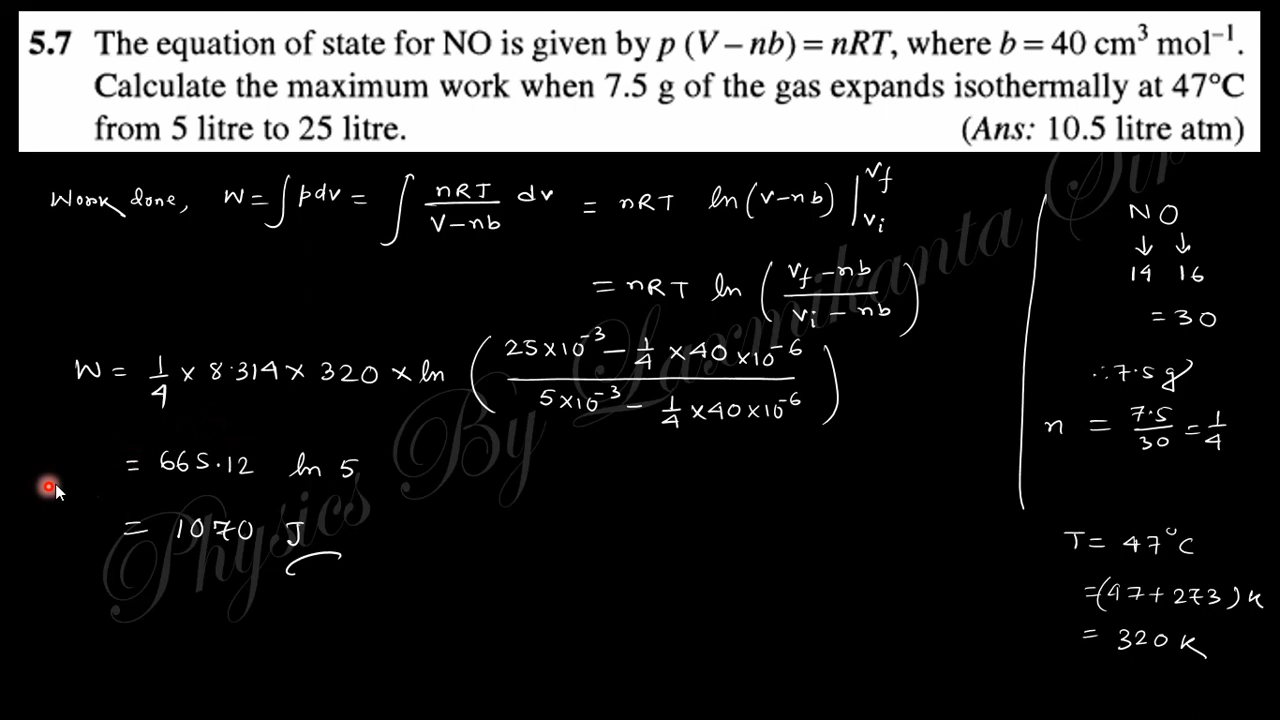 5.7 The equation of state for NO is given by p (V – nb) = nRT, where b = 40 cm³ mol⁻¹.
Calculate the maximum work when 7.5 g of the gas expands isothermally at 47°C
from 5 litre to 25 litre. (Ans: 10.5 litre atm)
Work done, W = ∫ pdv = ∫ nRT / V-nb dv = nRT ln (v-nb) | vf vi
= nRT ln ( vf - nb / vi - nb )
W = 1/4 × 8.314 × 320 × ln ( 25×10⁻³ - 1/4 × 40 × 10⁻⁶ / 5×10⁻³ - 1/4 × 40×10⁻⁶ )
= 665.12 ln 5
= 1070 J
NO
↓ ↓
14 16
= 30
∴ 7.5 g
n = 7.5/30 = 1/4
T = 47°C
= (47 + 273) K
= 320 K
Physics By Laxmikanta Sir